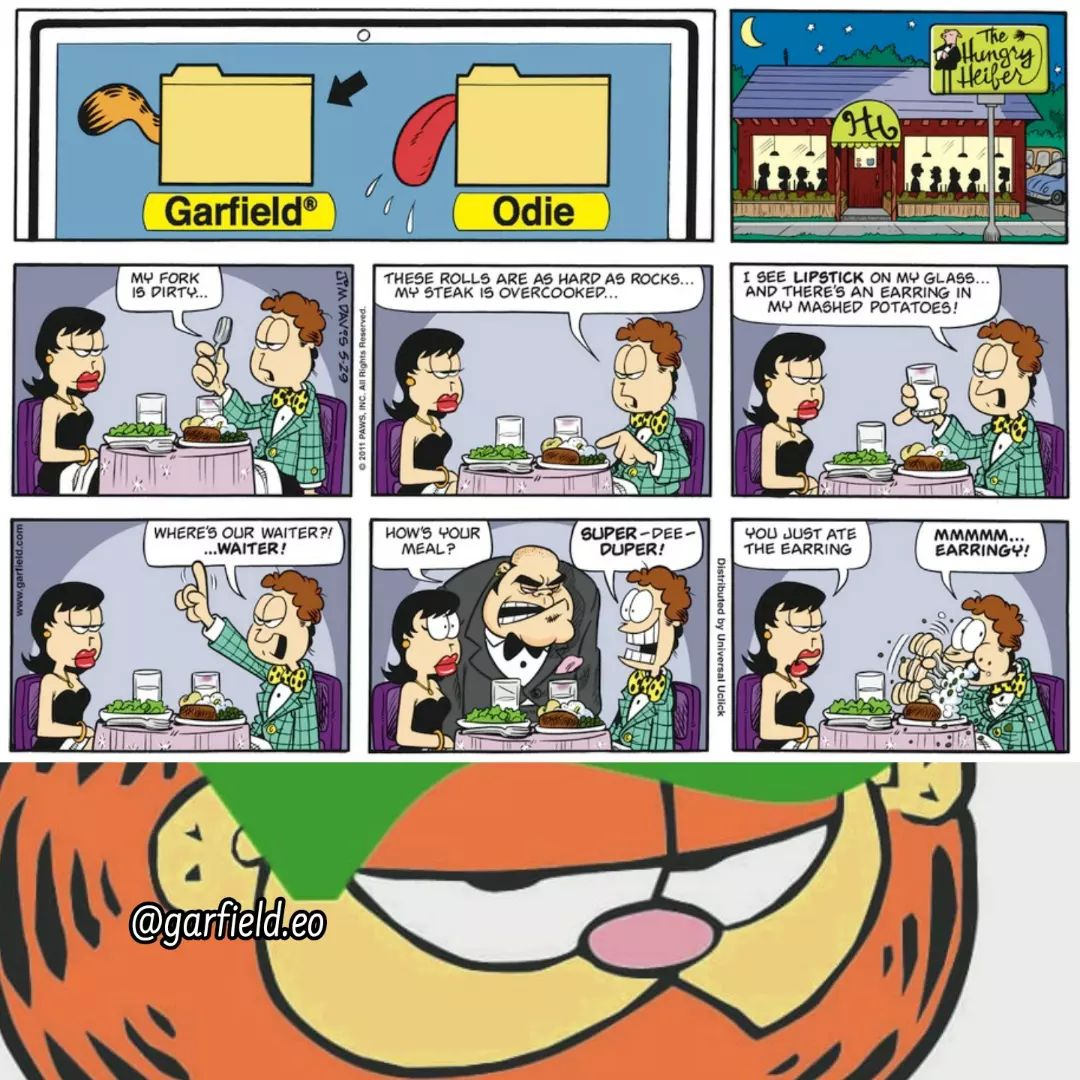 Garfield®
Odie
The
Hungry
Heifer
HH
MY FORK
IS DIRTY...
JIM DAVIS 5-29
© 2011 PAWS, INC. All Rights Reserved.
THESE ROLLS ARE AS HARD AS ROCKS...
MY STEAK IS OVERCOOKED...
I SEE LIPSTICK ON MY GLASS...
AND THERE'S AN EARRING IN
MY MASHED POTATOES!
www.garfield.com
WHERE'S OUR WAITER?!
...WAITER!
HOW'S YOUR
MEAL?
SUPER-DEE-
DUPER!
Distributed by Universal Uclick
YOU JUST ATE
THE EARRING
MMMMM...
EARRINGY!
@garfield.eo